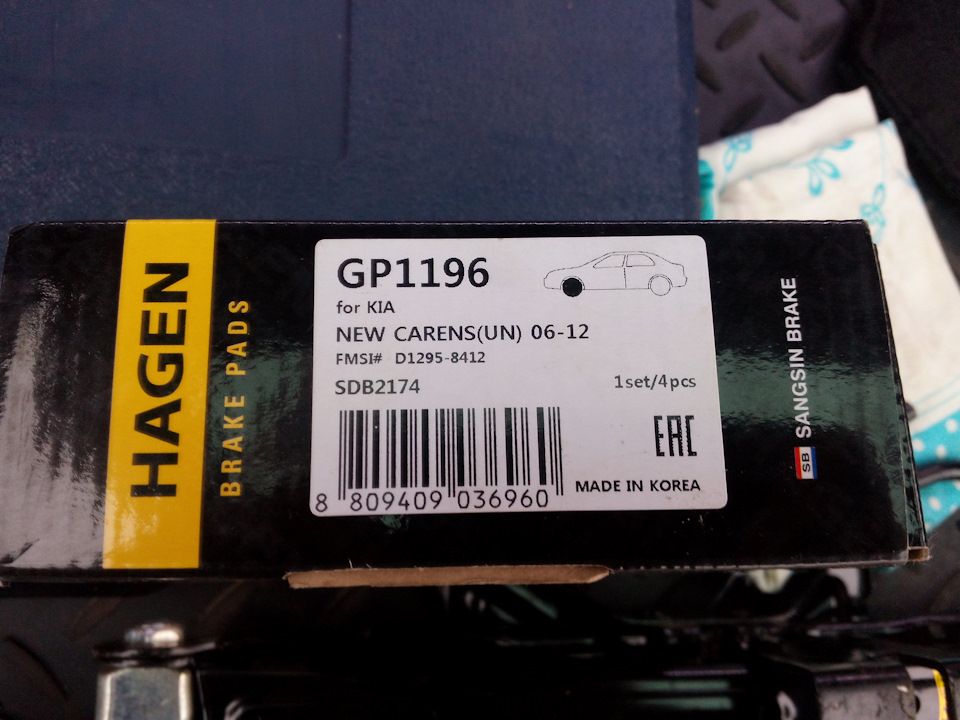 HAGEN
BRAKE PADS
GP1196
for KIA
NEW CARENS(UN) 06-12
FMSI# D1295-8412
SDB2174
1set/4pcs
EAC
8 809409 036960
MADE IN KOREA
SB SANGSIN BRAKE